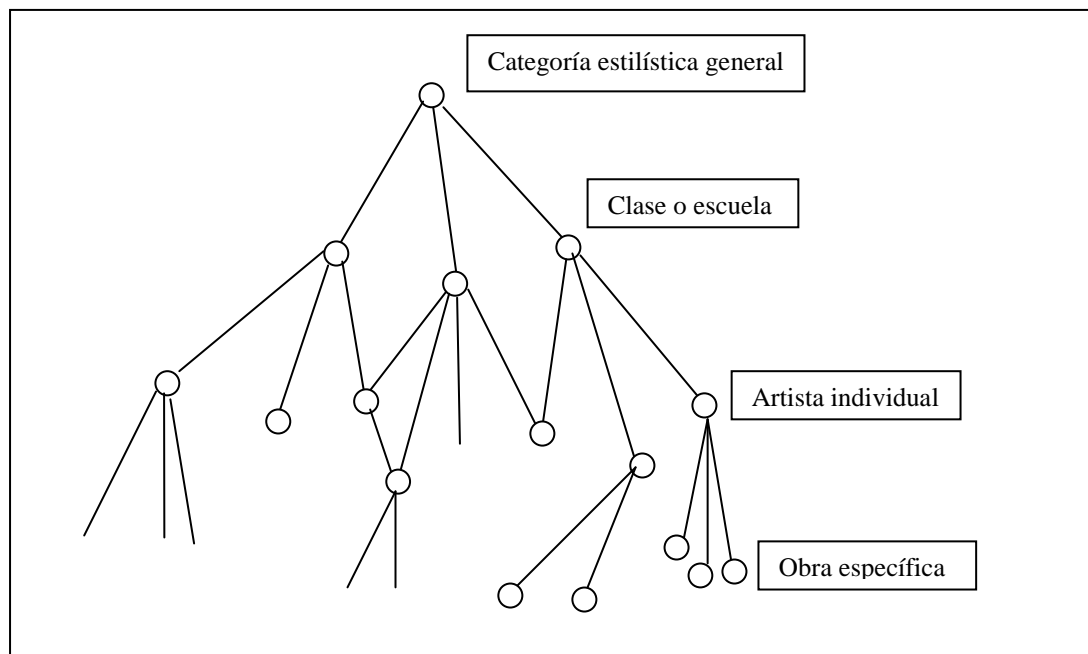 Categoría estilística general
Clase o escuela
Artista individual
Obra específica